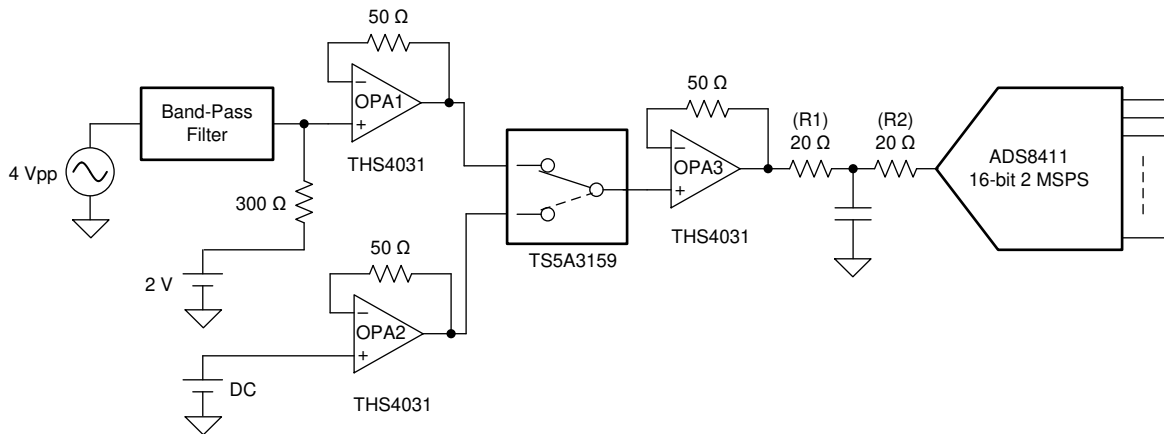 50 Ω
Band-Pass
Filter
−
OPA1
+
THS4031
4 Vpp
300 Ω
2 V
50 Ω
−
OPA2
+
DC
THS4031
TS5A3159
50 Ω
−
OPA3
+
THS4031
(R1)
20 Ω
(R2)
20 Ω
ADS8411
16-bit 2 MSPS